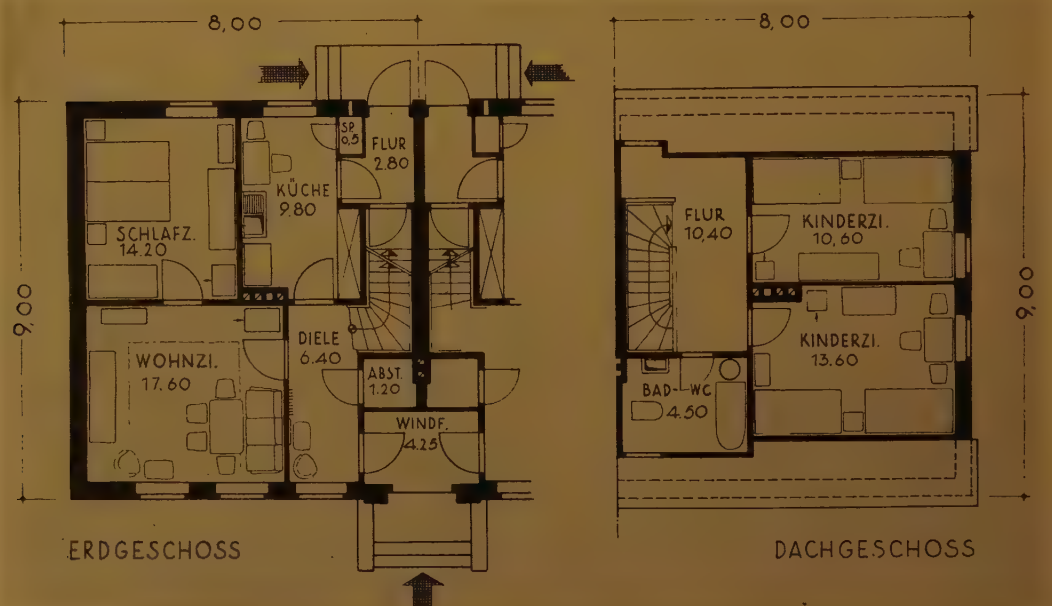 8,00
9,00
SP.
0,5
FLUR
2.80
KÜCHE
9.80
SCHLAFZ.
14.20
WOHNZI.
17.60
DIELE
6.40
ABST.
1.20
WINDF.
4.25
ERDGESCHOSS
8,00
9,00
FLUR
10,40
KINDERZI.
10,60
KINDERZI.
13.60
BAD-WC
4.50
DACHGESCHOSS